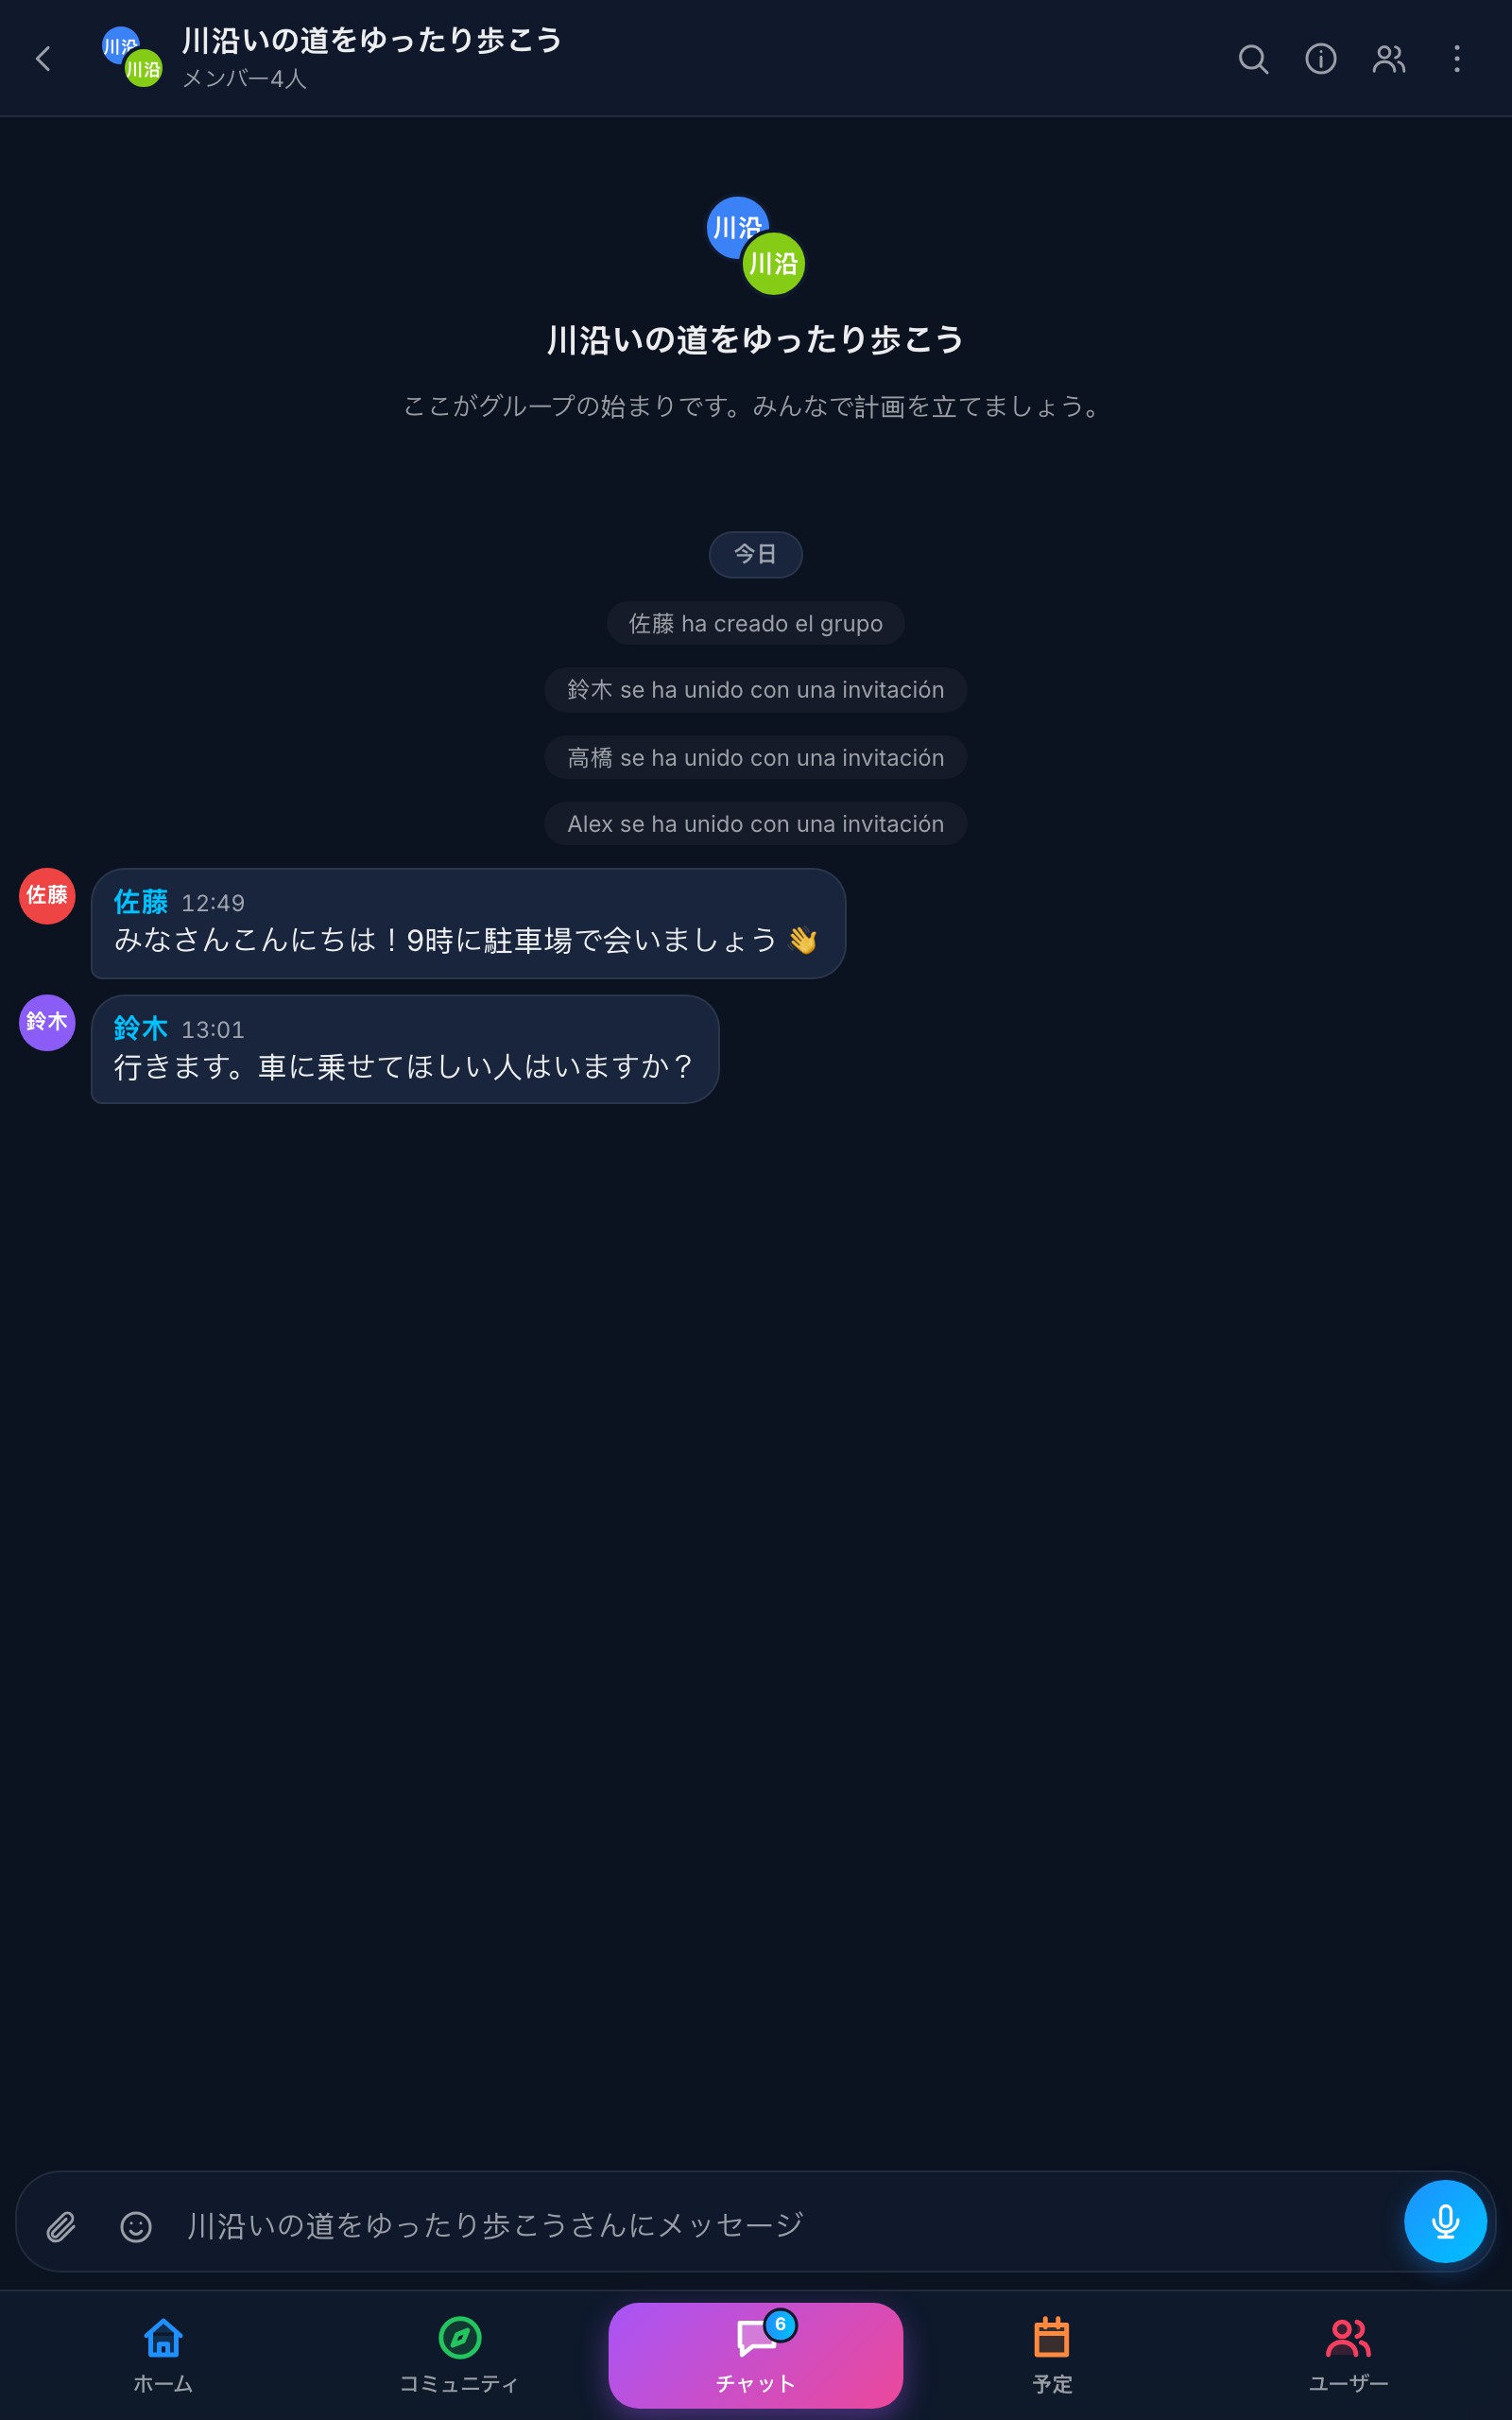 川沿
川沿
川沿いの道をゆったり歩こう
メンバー4人
川沿
川沿
川沿いの道をゆったり歩こう
ここがグループの始まりです。みんなで計画を立てましょう。
今日
佐藤 ha creado el grupo
鈴木 se ha unido con una invitación
高橋 se ha unido con una invitación
Alex se ha unido con una invitación
佐藤
佐藤 12:49
みなさんこんにちは！9時に駐車場で会いましょう 👋
鈴木
鈴木 13:01
行きます。車に乗せてほしい人はいますか？
川沿いの道をゆったり歩こうさんにメッセージ
6
ホーム
コミュニティ
チャット
予定
ユーザー